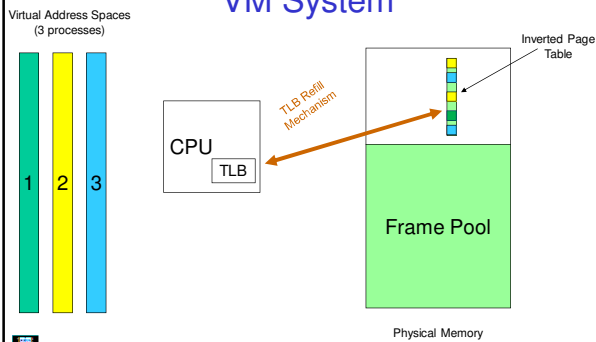 VM System
Virtual Address Spaces
(3 processes)
Inverted Page
Table
TLB Refill
Mechanism
CPU
TLB
1 2 3
Frame Pool
Physical Memory